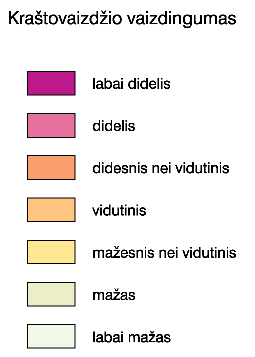 Kraštovaizdžio vaizdingumas
labai didelis
didelis
didesnis nei vidutinis
vidutinis
mažesnis nei vidutinis
mažas
labai mažas